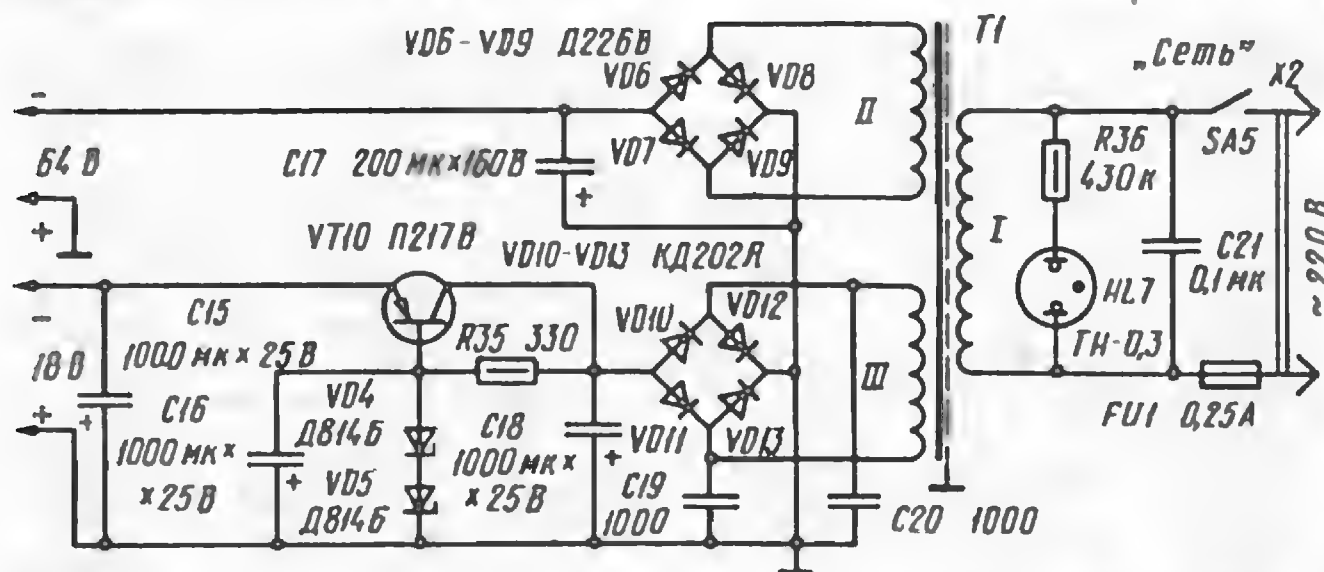 VD6-VD9 Д226В
T1
„Сеть"
VD6
VD8
X2
-
II
R36
430к
SA5
64 В
C17 200 мк×160В
VD7
VD9
+
+
I
C21
0,1 мк
~220 В
VT10 П217В
VD10-VD13 КД202Я
HL7
-
C15
1000 мк × 25 В
R35 330
VD10
VD12
ТН-0,3
18 В
III
+
+
C16
1000 мк ×
× 25 В
VD4
Д814Б
C18
1000 мк ×
× 25 В
+
VD11
VD13
FU1 0,25А
+
VD5
Д814Б
C19
1000
C20 1000